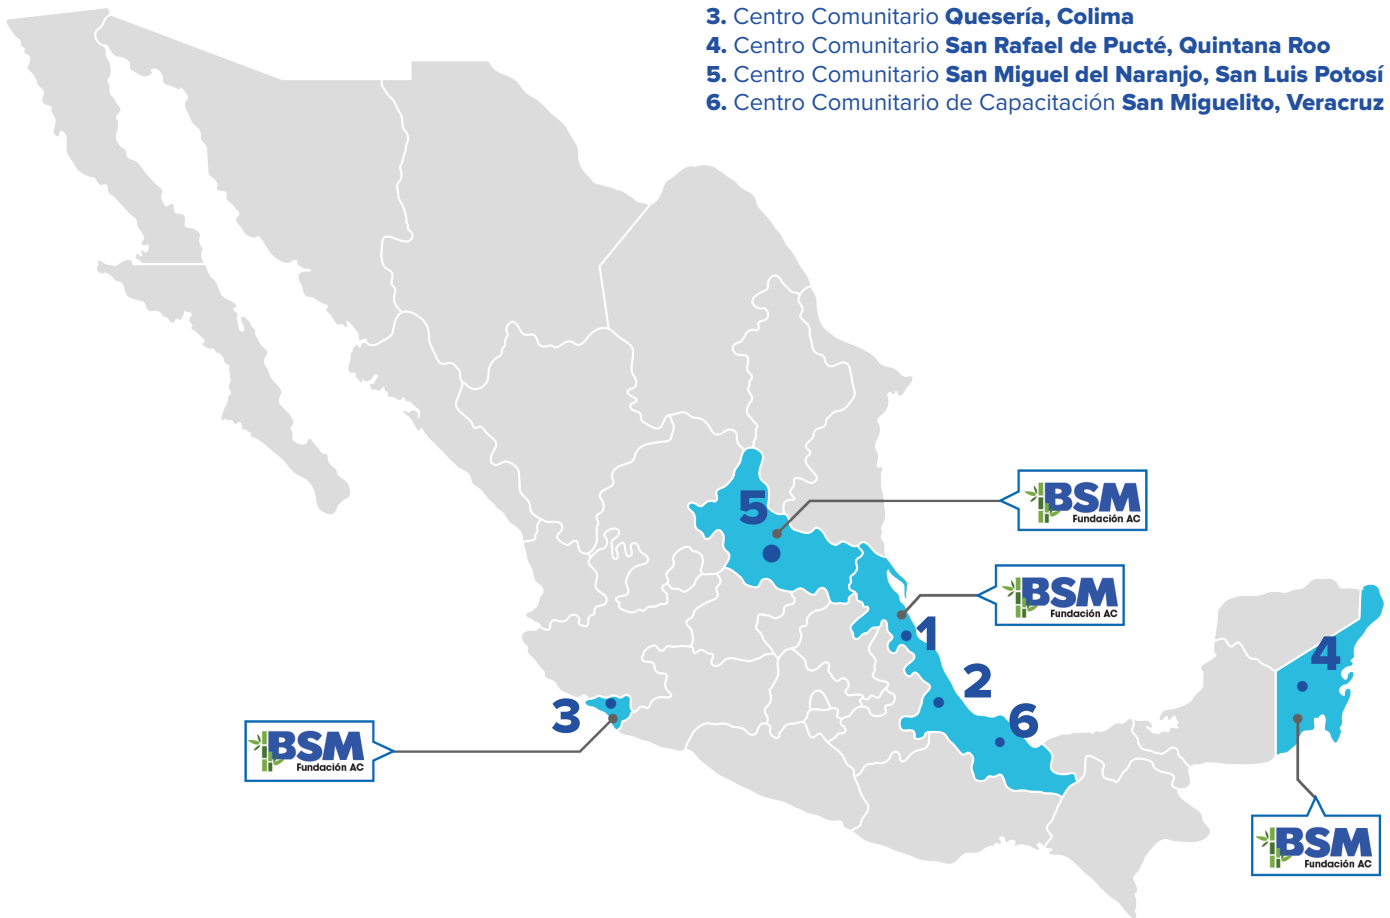 3. Centro Comunitario Quesería, Colima
4. Centro Comunitario San Rafael de Pucté, Quintana Roo
5. Centro Comunitario San Miguel del Naranjo, San Luis Potosí
6. Centro Comunitario de Capacitación San Miguelito, Veracruz
5
BSM
Fundación AC
BSM
Fundación AC
1
4
2
3
6
BSM
Fundación AC
BSM
Fundación AC